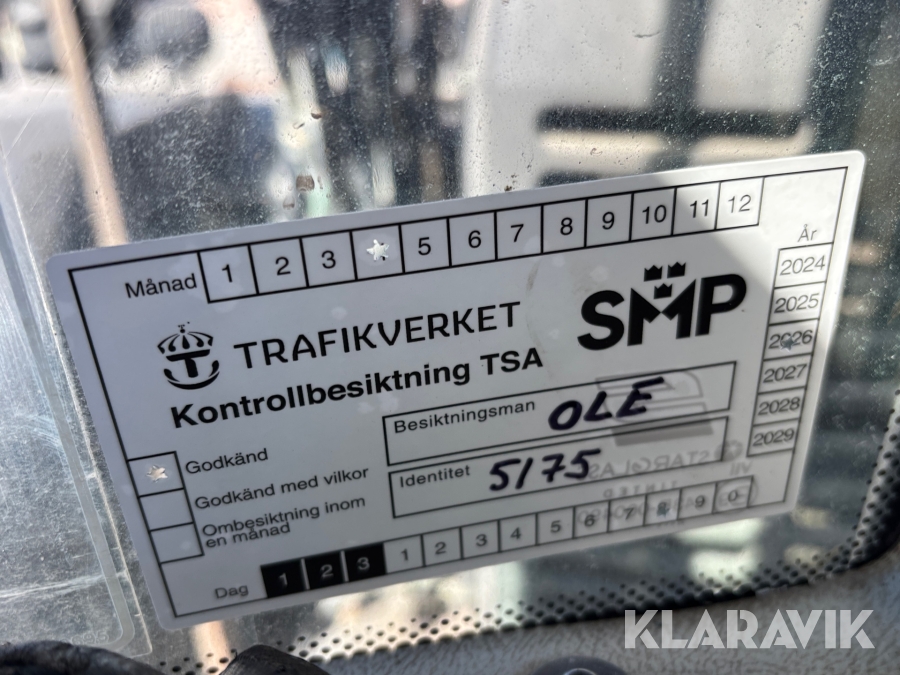 Månad 1 2 3 5 6 7 8 9 10 11 12
År
2024
2025
2026
2027
2028
2029
TRAFIKVERKET
SMP
Kontrollbesiktning TSA
Godkänd
Godkänd med vilkor
Ombesiktning inom
en månad
Besiktningsman OLE
Identitet 5175
Dag 1 2 3 1 2 3 4 5 6 7 8 9 0
KLARAVIK